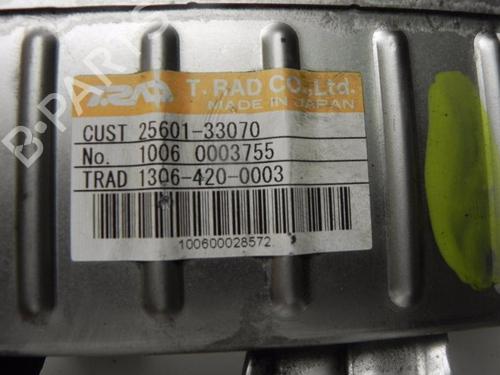 T.RAD T. RAD CO.,Ltd.
MADE IN JAPAN
CUST 25601-33070
No. 1006 0003755
TRAD 1306-420-0003
100600028572
B-PARTS